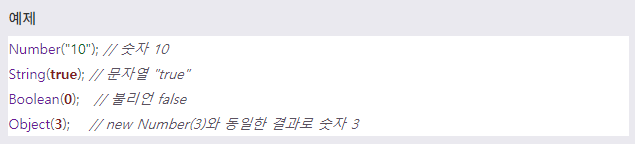 예제
Number("10"); // 숫자 10
String(true); // 문자열 "true"
Boolean(0); // 불리언 false
Object(3); // new Number(3)와 동일한 결과로 숫자 3